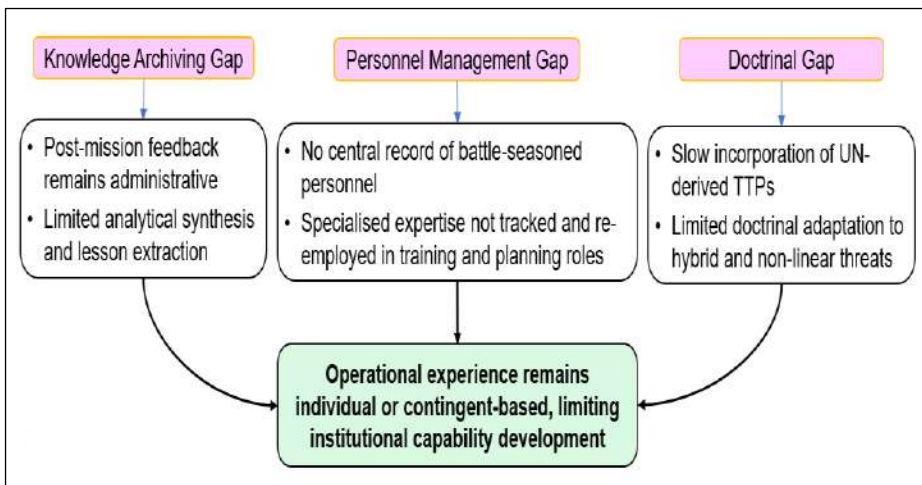 Knowledge Archiving Gap
Personnel Management Gap
Doctrinal Gap
• Post-mission feedback
remains administrative
• Limited analytical synthesis
and lesson extraction
• No central record of battle-seasoned
personnel
• Specialised expertise not tracked and re-
employed in training and planning roles
• Slow incorporation of UN-
derived TTPs
• Limited doctrinal adaptation to
hybrid and non-linear threats
Operational experience remains
individual or contingent-based, limiting
institutional capability development